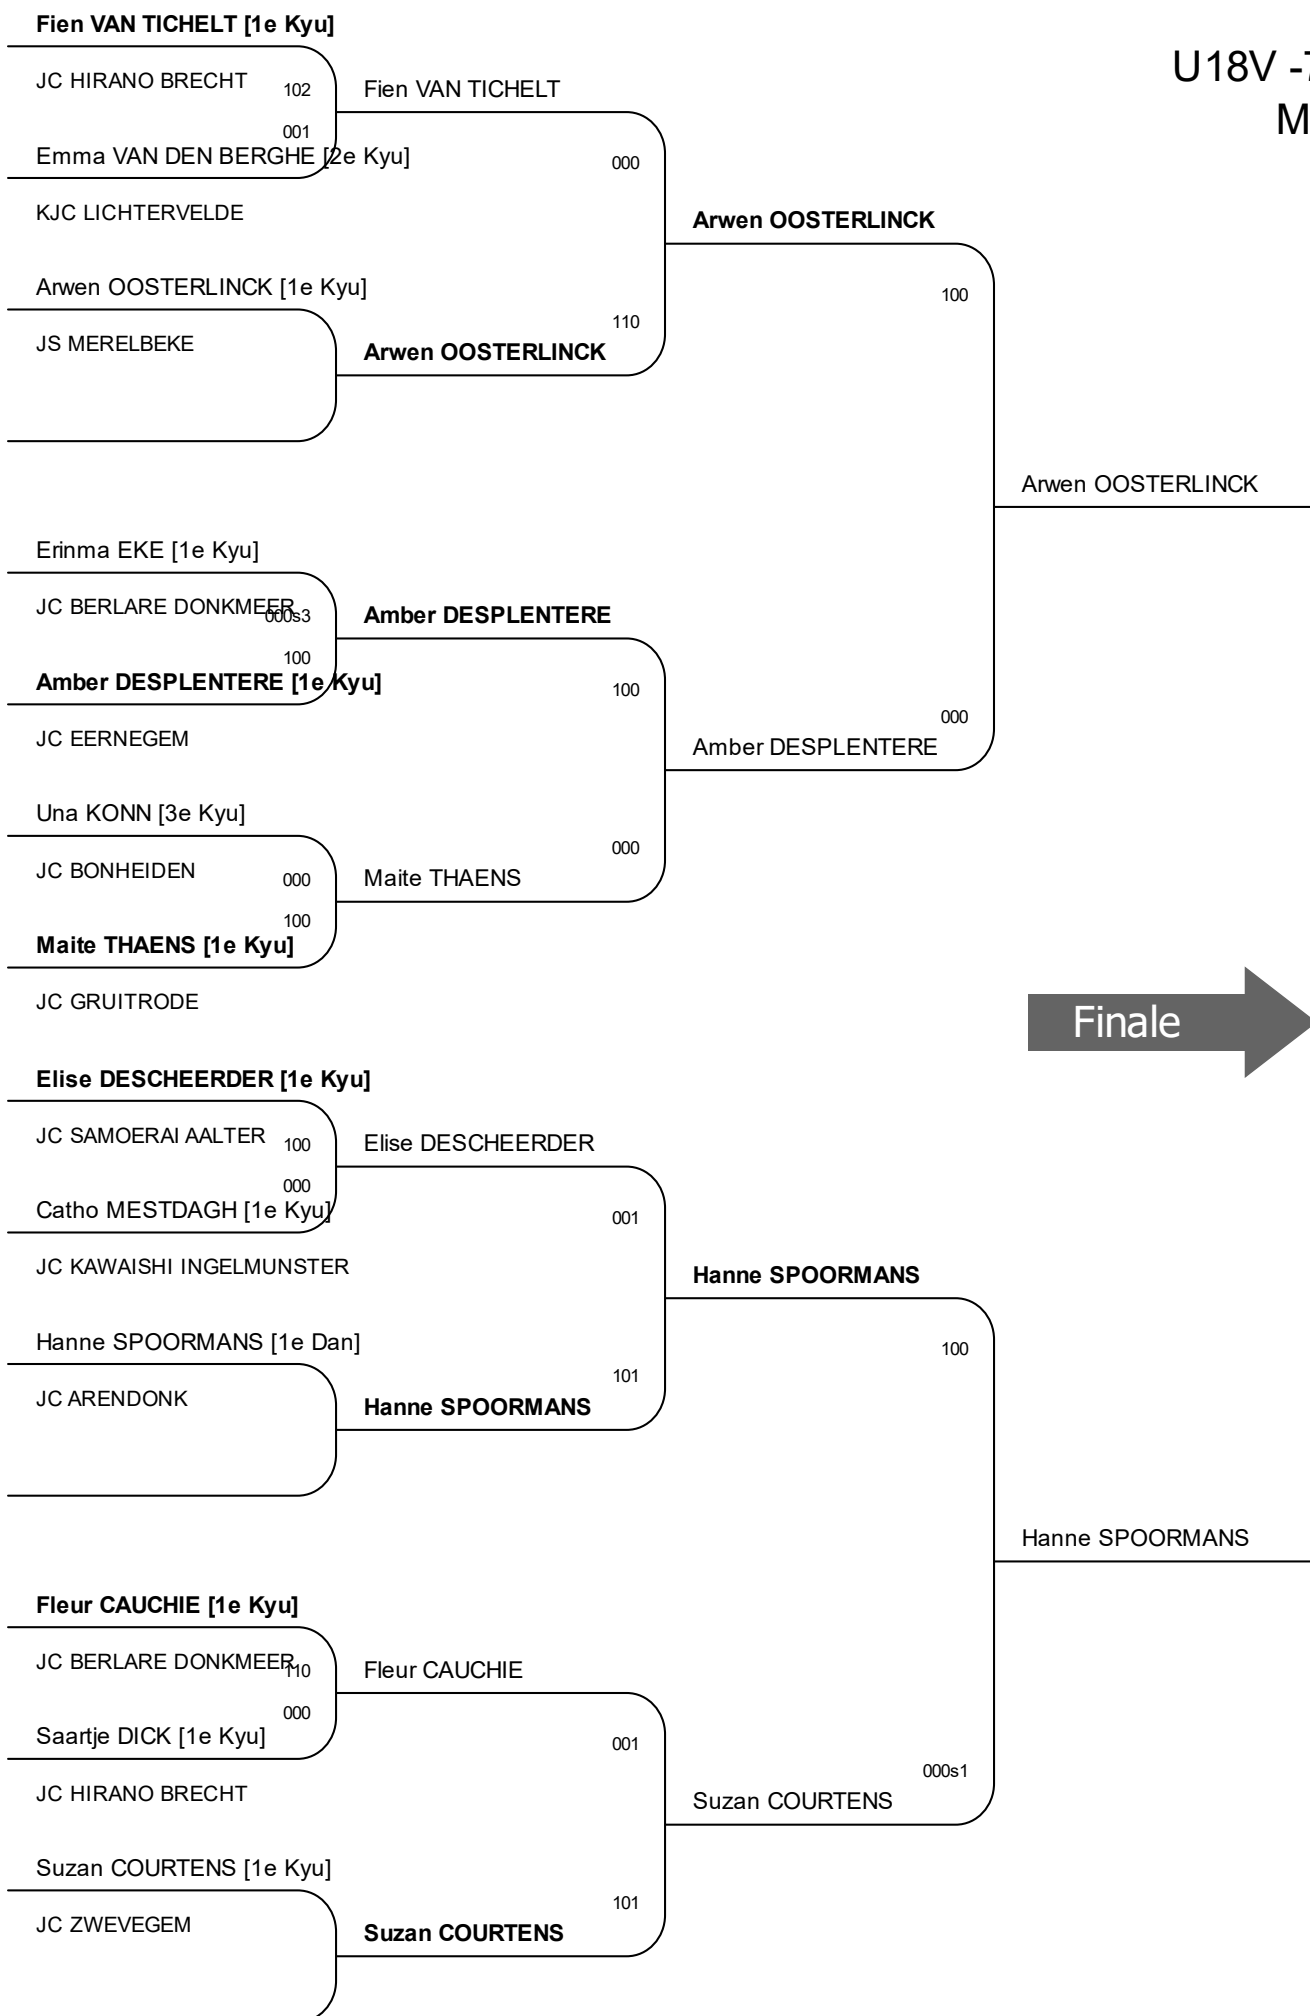 Fien VAN TICHELT [1e Kyu]
U18V -7
M
JC HIRANO BRECHT
102
Fien VAN TICHELT
001
Emma VAN DEN BERGHE [2e Kyu]
000
KJC LICHTERVELDE
Arwen OOSTERLINCK
Arwen OOSTERLINCK [1e Kyu]
100
110
JS MERELBEKE
Arwen OOSTERLINCK
Arwen OOSTERLINCK
Erinma EKE [1e Kyu]
JC BERLARE DONKMEER
000s3
Amber DESPLENTERE
100
Amber DESPLENTERE [1e Kyu]
100
000
JC EERNEGEM
Amber DESPLENTERE
Una KONN [3e Kyu]
000
JC BONHEIDEN
000
Maite THAENS
100
Maite THAENS [1e Kyu]
JC GRUITRODE
Finale
Elise DESCHEERDER [1e Kyu]
JC SAMOERAI AALTER
100
Elise DESCHEERDER
000
Catho MESTDAGH [1e Kyu]
001
JC KAWAISHI INGELMUNSTER
Hanne SPOORMANS
Hanne SPOORMANS [1e Dan]
100
101
JC ARENDONK
Hanne SPOORMANS
Hanne SPOORMANS
Fleur CAUCHIE [1e Kyu]
JC BERLARE DONKMEER
110
Fleur CAUCHIE
000
Saartje DICK [1e Kyu]
001
000s1
JC HIRANO BRECHT
Suzan COURTENS
Suzan COURTENS [1e Kyu]
101
JC ZWEVEGEM
Suzan COURTENS